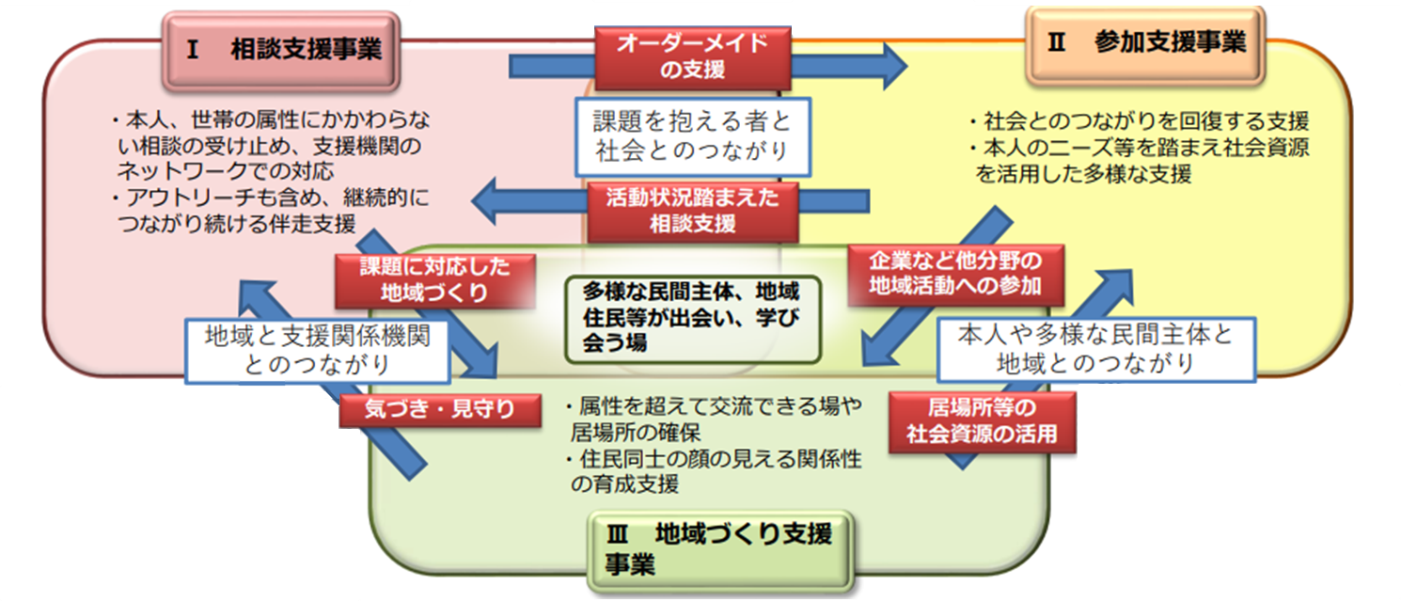 Ⅰ 相談支援事業
・本人、世帯の属性にかかわらな
い相談の受け止め、支援機関の
ネットワークでの対応
・アウトリーチも含め、継続的に
つながり続ける伴走支援
オーダーメイド
の支援
課題を抱える者と
社会とのつながり
活動状況踏まえた
相談支援
Ⅱ 参加支援事業
・社会とのつながりを回復する支援
・本人のニーズ等を踏まえ社会資源
を活用した多様な支援
課題に対応した
地域づくり
地域と支援関係機関
とのつながり
気づき・見守り
多様な民間主体、地域
住民等が出会い、学び
会う場
企業など他分野の
地域活動への参加
本人や多様な民間主体と
地域とのつながり
居場所等の
社会資源の活用
・属性を超えて交流できる場や
居場所の確保
・住民同士の顔の見える関係性
の育成支援
Ⅲ 地域づくり支援
事業